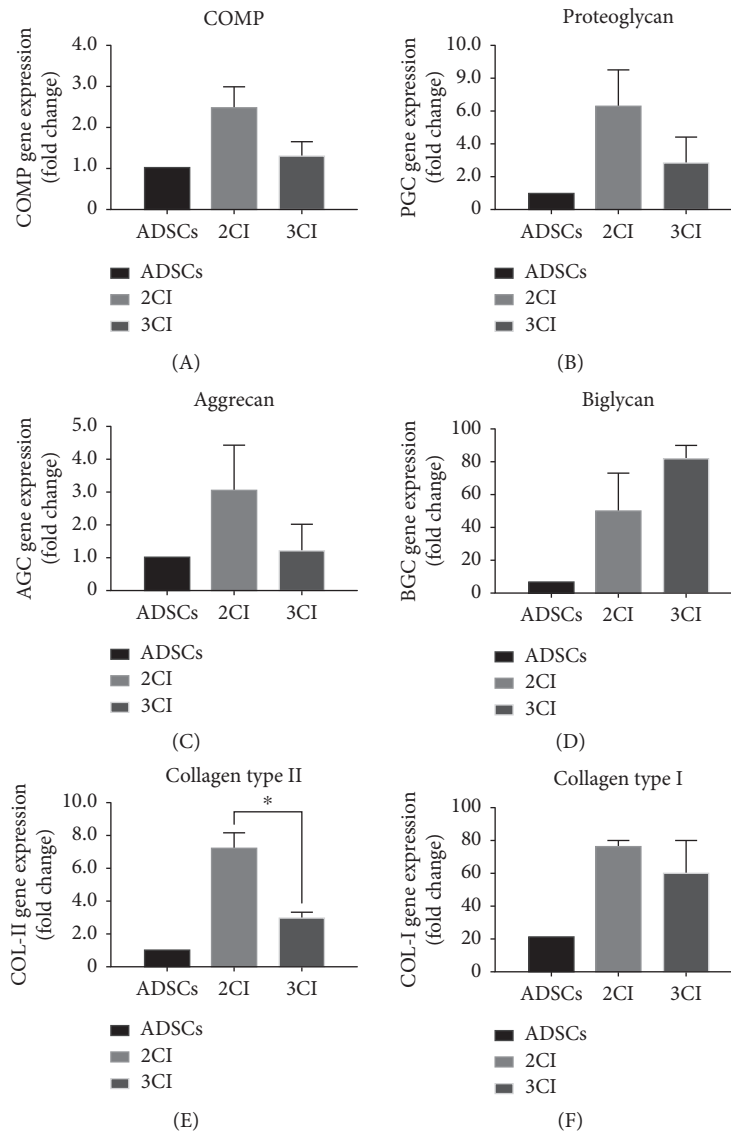 COMP
COMP gene expression
(fold change)
4.0
3.0
2.0
1.0
0
ADSCs 2CI 3CI
ADSCs
2CI
3CI
(A)
Proteoglycan
PGC gene expression
(fold change)
10.0
9.0
6.0
4.0
2.0
0
ADSCs 2CI 3CI
ADSCs
2CI
3CI
(B)
Aggrecan
AGC gene expression
(fold change)
5.0
4.0
3.0
2.0
1.0
0
ADSCs 2CI 3CI
ADSCs
2CI
3CI
(C)
Biglycan
BGC gene expression
(fold change)
100
80
60
40
20
0
ADSCs 2CI 3CI
ADSCs
2CI
3CI
(D)
Collagen type II
COL-II gene expression
(fold change)
10.0
8.0
6.0
4.0
2.0
0
*
ADSCs 2CI 3CI
ADSCs
2CI
3CI
(E)
Collagen type I
COL-I gene expression
(fold change)
100
80
60
40
20
0
ADSCs 2CI 3CI
ADSCs
2CI
3CI
(F)